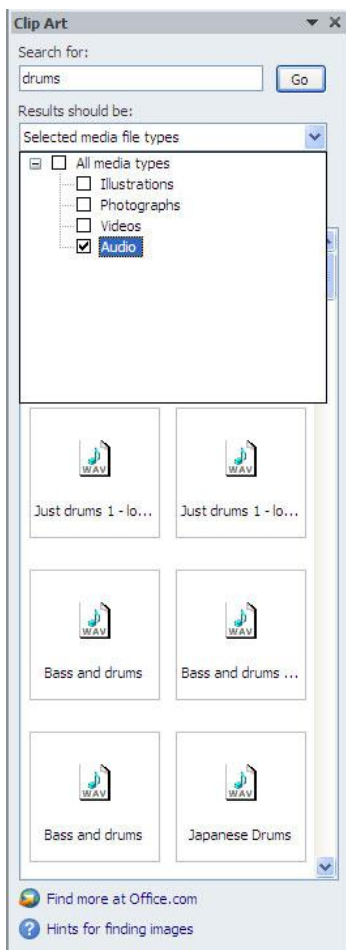 Clip Art
Search for:
drums
Go
Results should be:
Selected media file types
All media types
Illustrations
Photographs
Videos
Audio
WAV
WAV
Just drums 1 - lo...
Just drums 1 - lo...
WAV
WAV
Bass and drums
Bass and drums ...
WAV
WAV
Bass and drums
Japanese Drums
Find more at Office.com
Hints for finding images